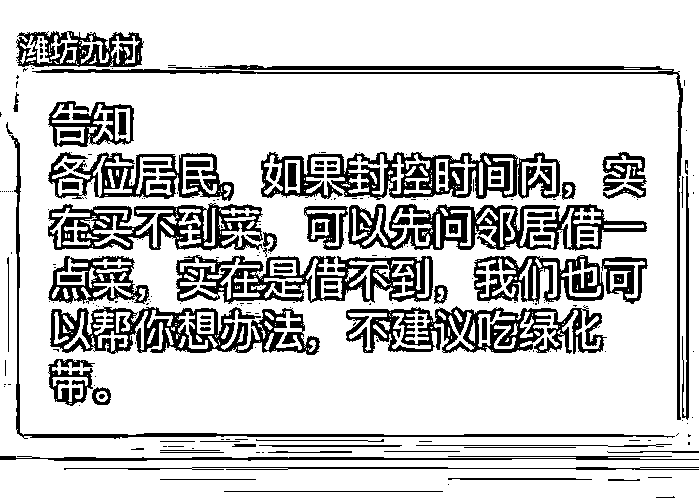 潍坊九村
告知
各位居民，如果封控时间内，实
在买不到菜，可以先问邻居借一
点菜，实在是借不到，我们也可
以帮你想办法，不建议吃绿化
带。